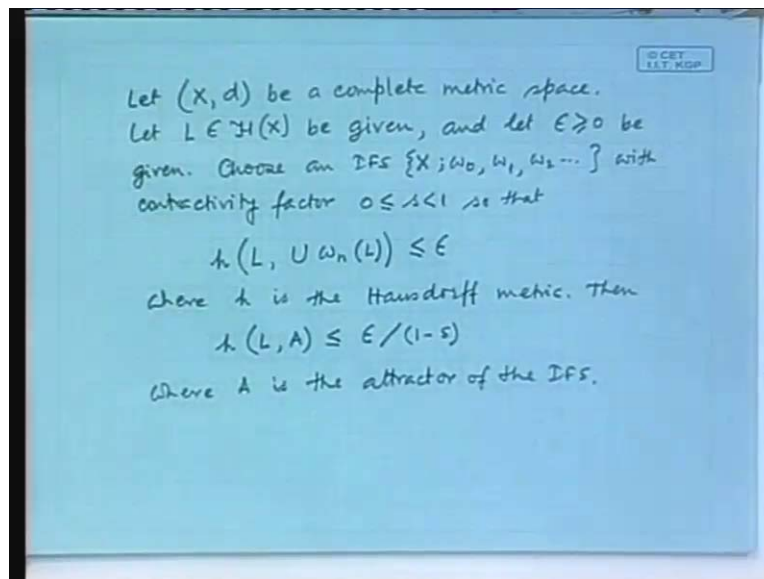 © CET
I.I.T. KGP
Let (X, d) be a complete metric space.
Let L ∈ ℋ(X) be given, and let ϵ ⩾ 0 be
given. Choose an IFS {X ; ω₀, ω₁, ω₂ ... } with
contractivity factor 0 ≤ s < 1 so that
h (L, ∪ ωₙ (L)) ≤ ϵ
where h is the Hausdorff metric. Then
h (L, A) ≤ ϵ / (1-s)
where A is the attractor of the IFS.